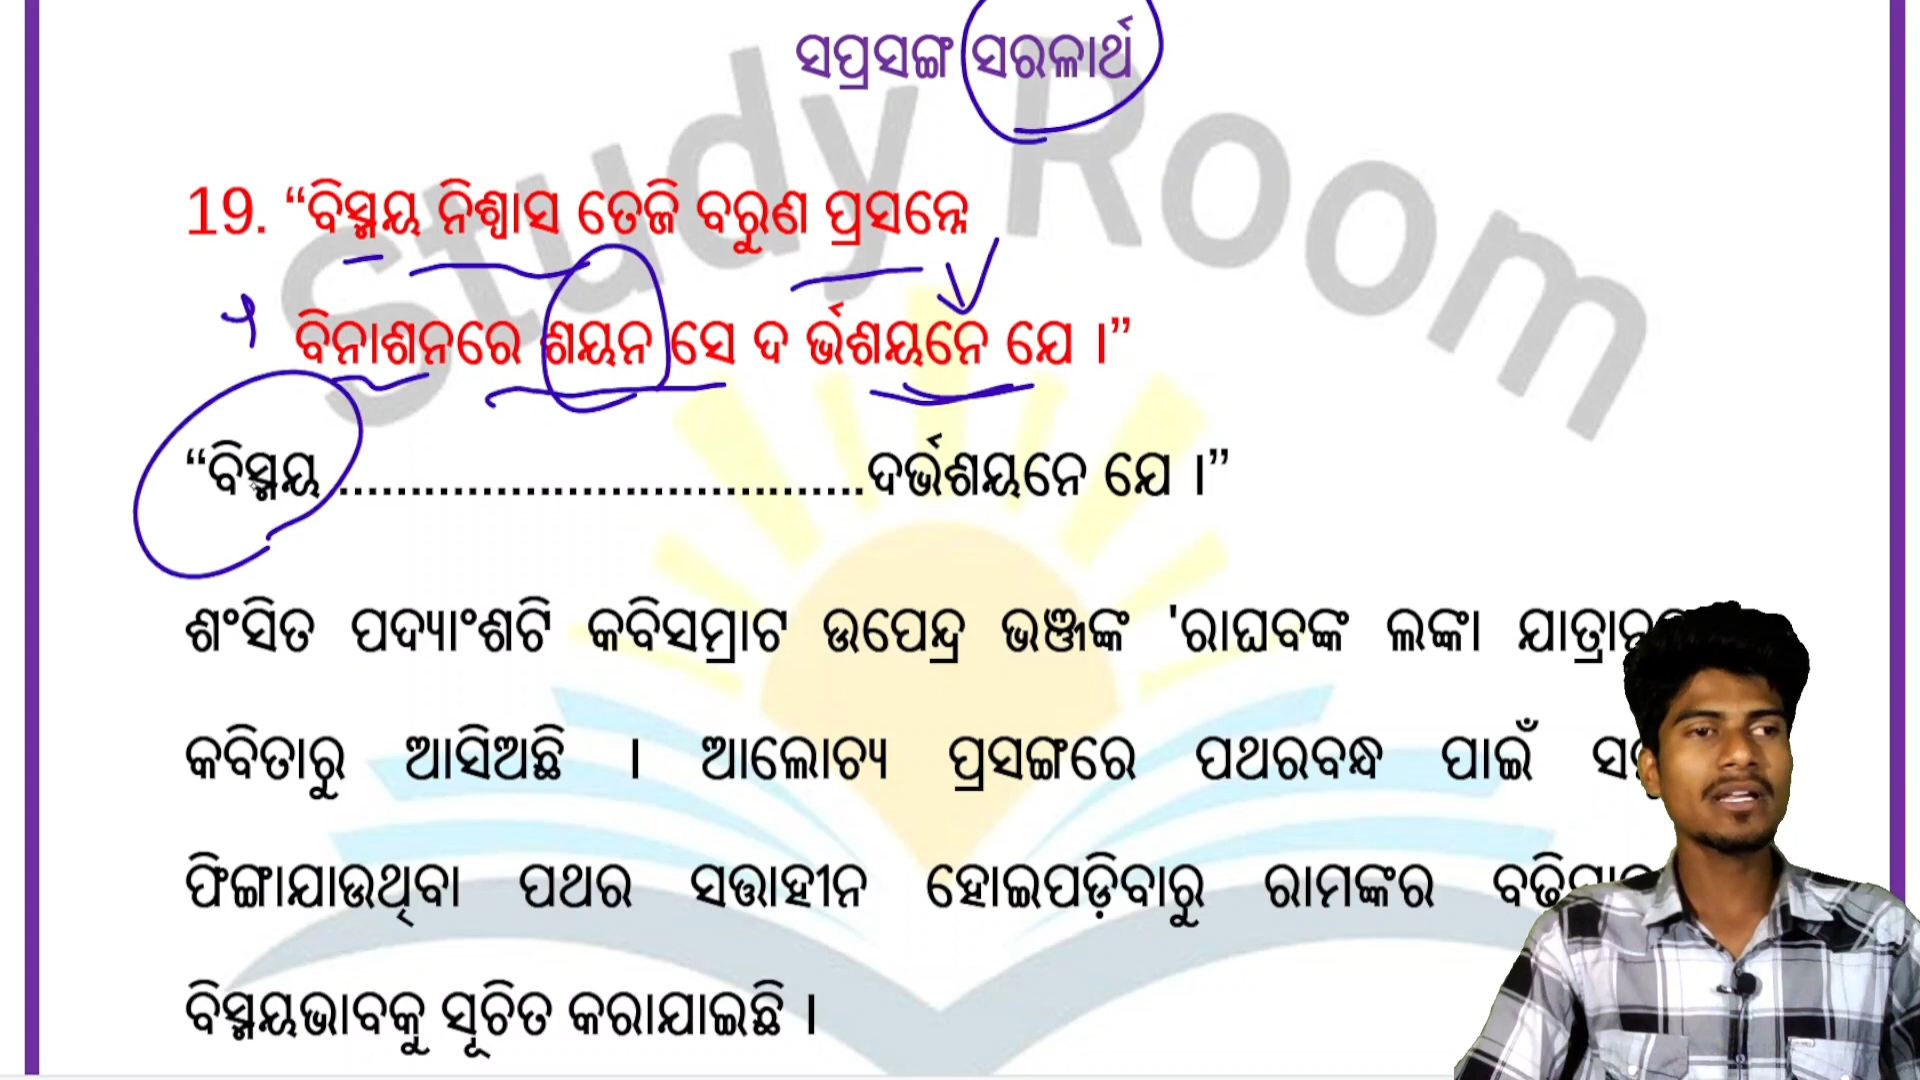 ସପ୍ରସଙ୍ଗ ସରଳାର୍ଥ
Study Room
19. “ବିସ୍ମୟ ନିଶ୍ୱାସ ତେଜି ବରୁଣ ପ୍ରସନ୍ନେ
ବିନାଶନରେ ଶୟନ ସେ ଦ ର୍ଭଶୟନେ ଯେ ।”
“ବିସ୍ମୟ .....................................ଦର୍ଭଶୟନେ ଯେ ।”
ଶଂସିତ ପଦ୍ୟାଂଶଟି କବିସମ୍ରାଟ ଉପେନ୍ଦ୍ର ଭଞ୍ଜଙ୍କ 'ରାଘବଙ୍କ ଲଙ୍କା
କବିତାରୁ ଆସିଅଛି । ଆଲୋଚ୍ୟ ପ୍ରସଙ୍ଗରେ ପଥରବନ୍ଧ ପାଇଁ
ଫିଙ୍ଗାଯାଉଥିବା ପଥର ସତ୍ତାହୀନ ହୋଇପଡ଼ିବାରୁ ରାମଙ୍କର
ବିସ୍ମୟଭାବକୁ ସୂଚିତ କରାଯାଇଛି ।